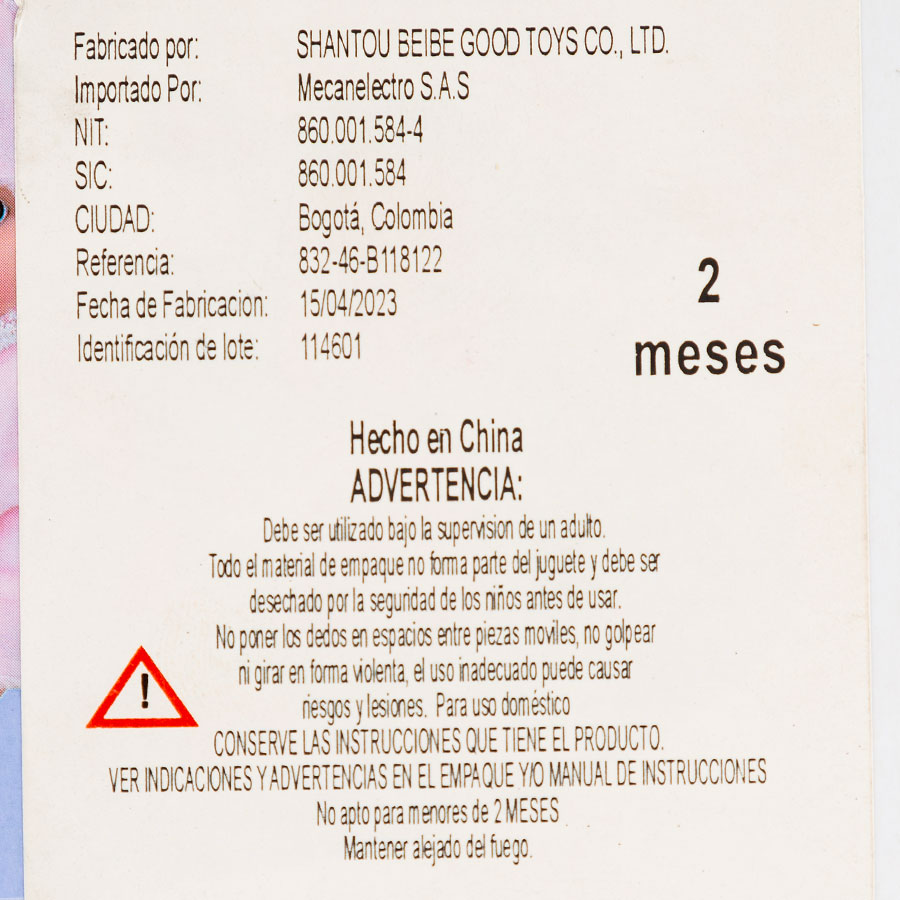 Fabricado por: SHANTOU BEIBE GOOD TOYS CO., LTD.
Importado Por: Mecanelectro S.A.S
NIT: 860.001.584-4
SIC: 860.001.584
CIUDAD: Bogotá, Colombia
Referencia: 832-46-B118122
Fecha de Fabricacion: 15/04/2023
Identificación de lote: 114601
2
meses
Hecho en China
ADVERTENCIA:
Debe ser utilizado bajo la supervision de un adulto.
Todo el material de empaque no forma parte del juguete y debe ser
desechado por la seguridad de los niños antes de usar.
No poner los dedos en espacios entre piezas moviles, no golpear
ni girar en forma violenta, el uso inadecuado puede causar
riesgos y lesiones. Para uso doméstico
CONSERVE LAS INSTRUCCIONES QUE TIENE EL PRODUCTO.
VER INDICACIONES Y ADVERTENCIAS EN EL EMPAQUE Y/O MANUAL DE INSTRUCCIONES
No apto para menores de 2 MESES
Mantener alejado del fuego.
!